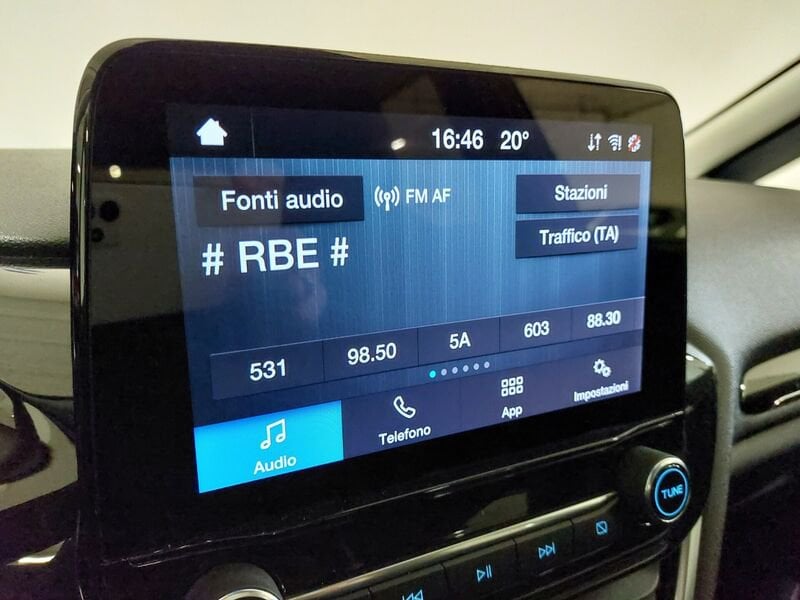 16:46 20°
Fonti audio
FM AF
Stazioni
Traffico (TA)
# RBE #
531 98.50 5A 603 88.30
Audio Telefono App Impostazioni
TUNE